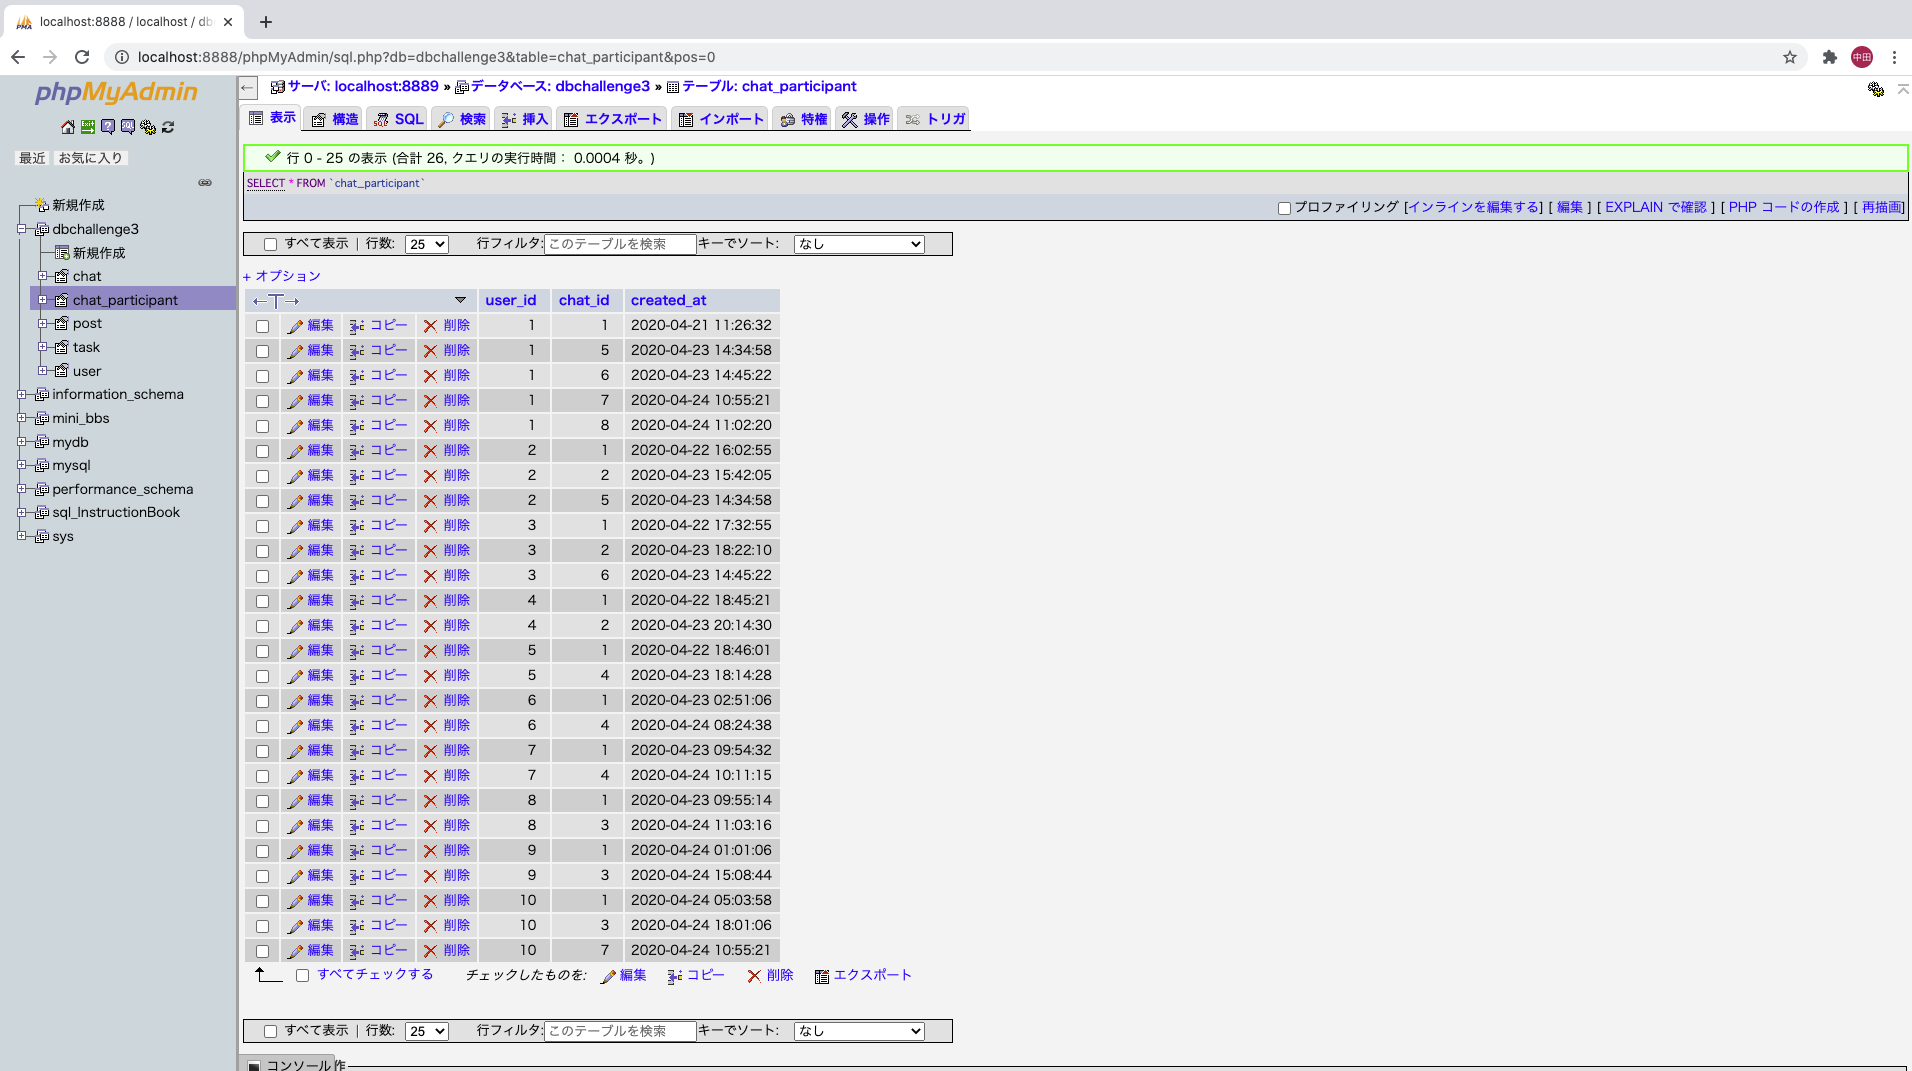 localhost:8888 / localhost / db
localhost:8888/phpMyAdmin/sql.php?db=dbchallenge3&table=chat_participant&pos=0
中田
phpMyAdmin
最近 お気に入り
新規作成
dbchallenge3
新規作成
chat
chat_participant
post
task
user
information_schema
mini_bbs
mydb
mysql
performance_schema
sql_InstructionBook
sys
サーバ: localhost:8889 » データベース: dbchallenge3 » テーブル: chat_participant
表示 構造 SQL 検索 挿入 エクスポート インポート 特権 操作 トリガ
行 0 - 25 の表示 (合計 26, クエリの実行時間： 0.0004 秒。)
SELECT * FROM `chat_participant`
プロファイリング [インラインを編集する] [ 編集 ] [ EXPLAIN で確認 ] [ PHP コードの作成 ] [ 再描画]
すべて表示 | 行数: 25 行フィルタ: このテーブルを検索 キーでソート: なし
+ オプション
←T→ user_id chat_id created_at
編集 コピー 削除 1 1 2020-04-21 11:26:32
編集 コピー 削除 1 5 2020-04-23 14:34:58
編集 コピー 削除 1 6 2020-04-23 14:45:22
編集 コピー 削除 1 7 2020-04-24 10:55:21
編集 コピー 削除 1 8 2020-04-24 11:02:20
編集 コピー 削除 2 1 2020-04-22 16:02:55
編集 コピー 削除 2 2 2020-04-23 15:42:05
編集 コピー 削除 2 5 2020-04-23 14:34:58
編集 コピー 削除 3 1 2020-04-22 17:32:55
編集 コピー 削除 3 2 2020-04-23 18:22:10
編集 コピー 削除 3 6 2020-04-23 14:45:22
編集 コピー 削除 4 1 2020-04-22 18:45:21
編集 コピー 削除 4 2 2020-04-23 20:14:30
編集 コピー 削除 5 1 2020-04-22 18:46:01
編集 コピー 削除 5 4 2020-04-23 18:14:28
編集 コピー 削除 6 1 2020-04-23 02:51:06
編集 コピー 削除 6 4 2020-04-24 08:24:38
編集 コピー 削除 7 1 2020-04-23 09:54:32
編集 コピー 削除 7 4 2020-04-24 10:11:15
編集 コピー 削除 8 1 2020-04-23 09:55:14
編集 コピー 削除 8 3 2020-04-24 11:03:16
編集 コピー 削除 9 1 2020-04-24 01:01:06
編集 コピー 削除 9 3 2020-04-24 15:08:44
編集 コピー 削除 10 1 2020-04-24 05:03:58
編集 コピー 削除 10 3 2020-04-24 18:01:06
編集 コピー 削除 10 7 2020-04-24 10:55:21
すべてチェックする チェックしたものを: 編集 コピー 削除 エクスポート
すべて表示 | 行数: 25 行フィルタ: このテーブルを検索 キーでソート: なし
コンソール 作